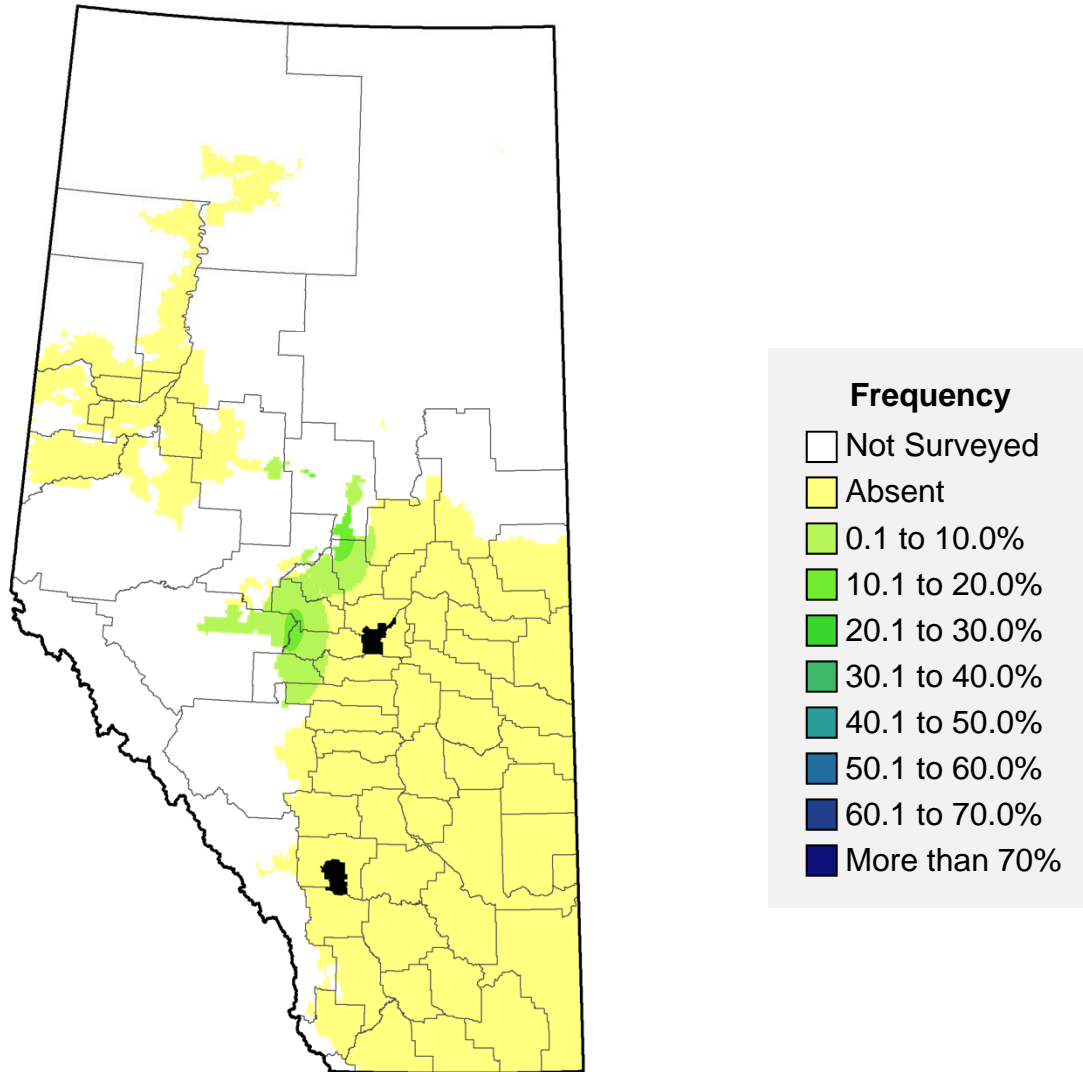 Frequency
Not Surveyed
Absent
0.1 to 10.0%
10.1 to 20.0%
20.1 to 30.0%
30.1 to 40.0%
40.1 to 50.0%
50.1 to 60.0%
60.1 to 70.0%
More than 70%